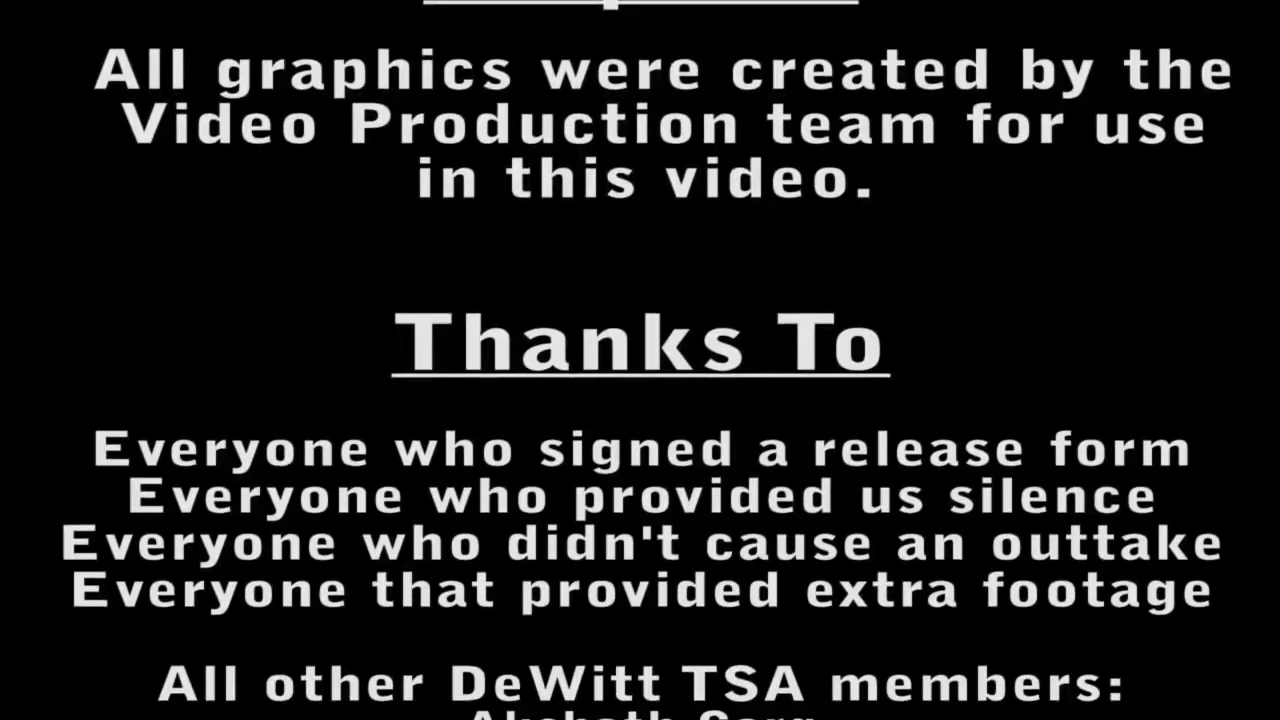 All graphics were created by the
Video Production team for use
in this video.
Thanks To
Everyone who signed a release form
Everyone who provided us silence
Everyone who didn't cause an outtake
Everyone that provided extra footage
All other DeWitt TSA members: